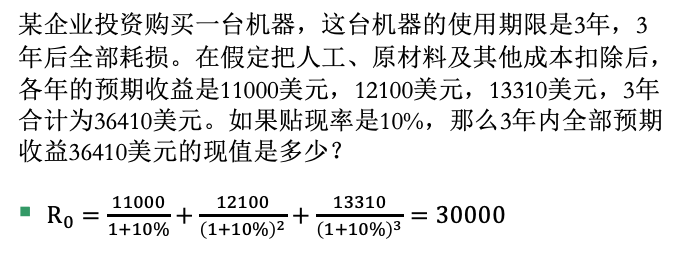 某企业投资购买一台机器，这台机器的使用期限是3年，3
年后全部耗损。在假定把人工、原材料及其他成本扣除后，
各年的预期收益是11000美元，12100美元，13310美元，3年
合计为36410美元。如果贴现率是10%，那么3年内全部预期
收益36410美元的现值是多少？
▪ R₀ = 11000/(1+10%) + 12100/(1+10%)² + 13310/(1+10%)³ = 30000